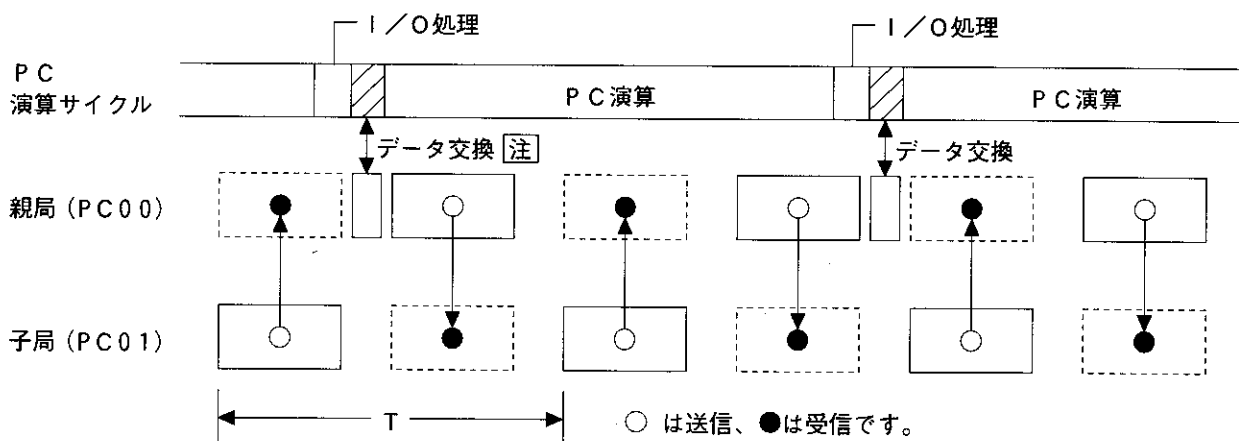 I/O処理
I/O処理
PC
演算サイクル
PC演算
PC演算
データ交換 注
データ交換
親局(PC00)
子局(PC01)
T
○は送信、●は受信です。